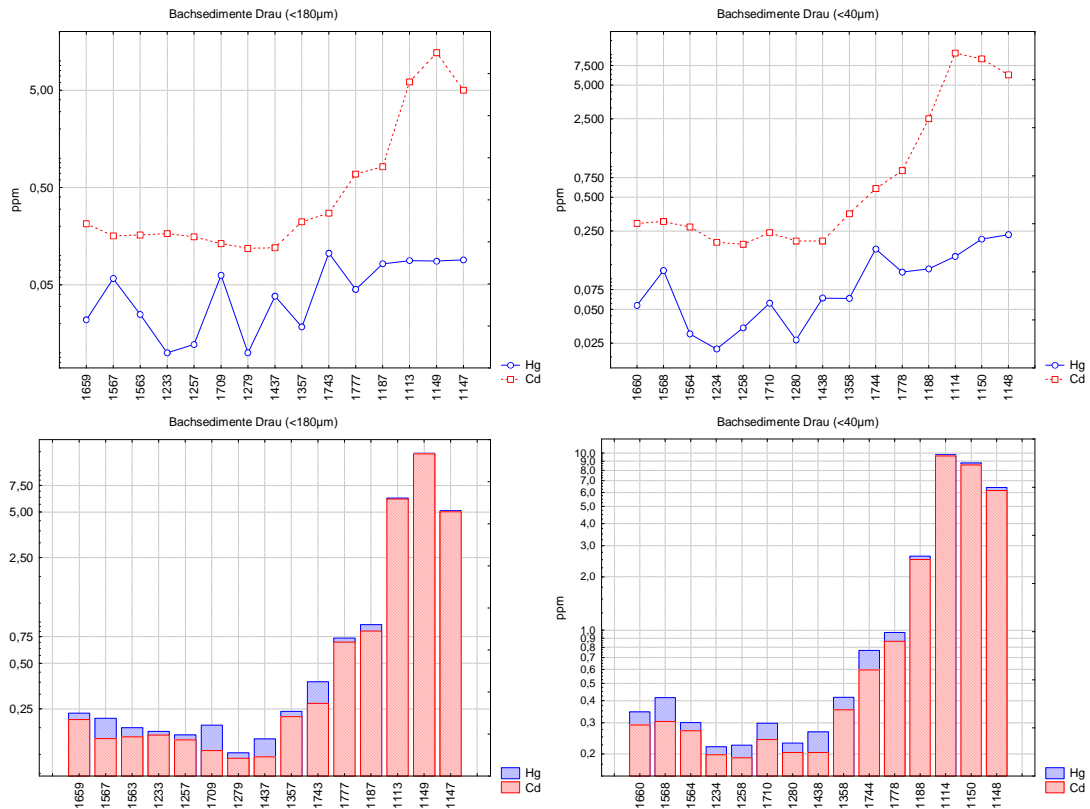 Bachsedimente Drau (<180µm)
5,00
0,50
0,05
ppm
1659 1567 1563 1233 1257 1709 1279 1437 1357 1743 1777 1187 1113 1149 1147
Hg
Cd
Bachsedimente Drau (<40µm)
7,500
5,000
2,500
0,750
0,500
0,250
0,075
0,050
0,025
ppm
1660 1568 1564 1234 1258 1710 1280 1438 1358 1744 1778 1188 1114 1150 1148
Hg
Cd
Bachsedimente Drau (<180µm)
7,50
5,00
2,50
0,75
0,50
0,25
1659 1567 1563 1233 1257 1709 1279 1437 1357 1743 1777 1187 1113 1149 1147
Hg
Cd
Bachsedimente Drau (<40µm)
10,0
9,0
8,0
7,0
6,0
5,0
4,0
3,0
2,0
1,0
0,9
0,8
0,7
0,6
0,5
0,4
0,3
0,2
ppm
1660 1568 1564 1234 1258 1710 1280 1438 1358 1744 1778 1188 1114 1150 1148
Hg
Cd